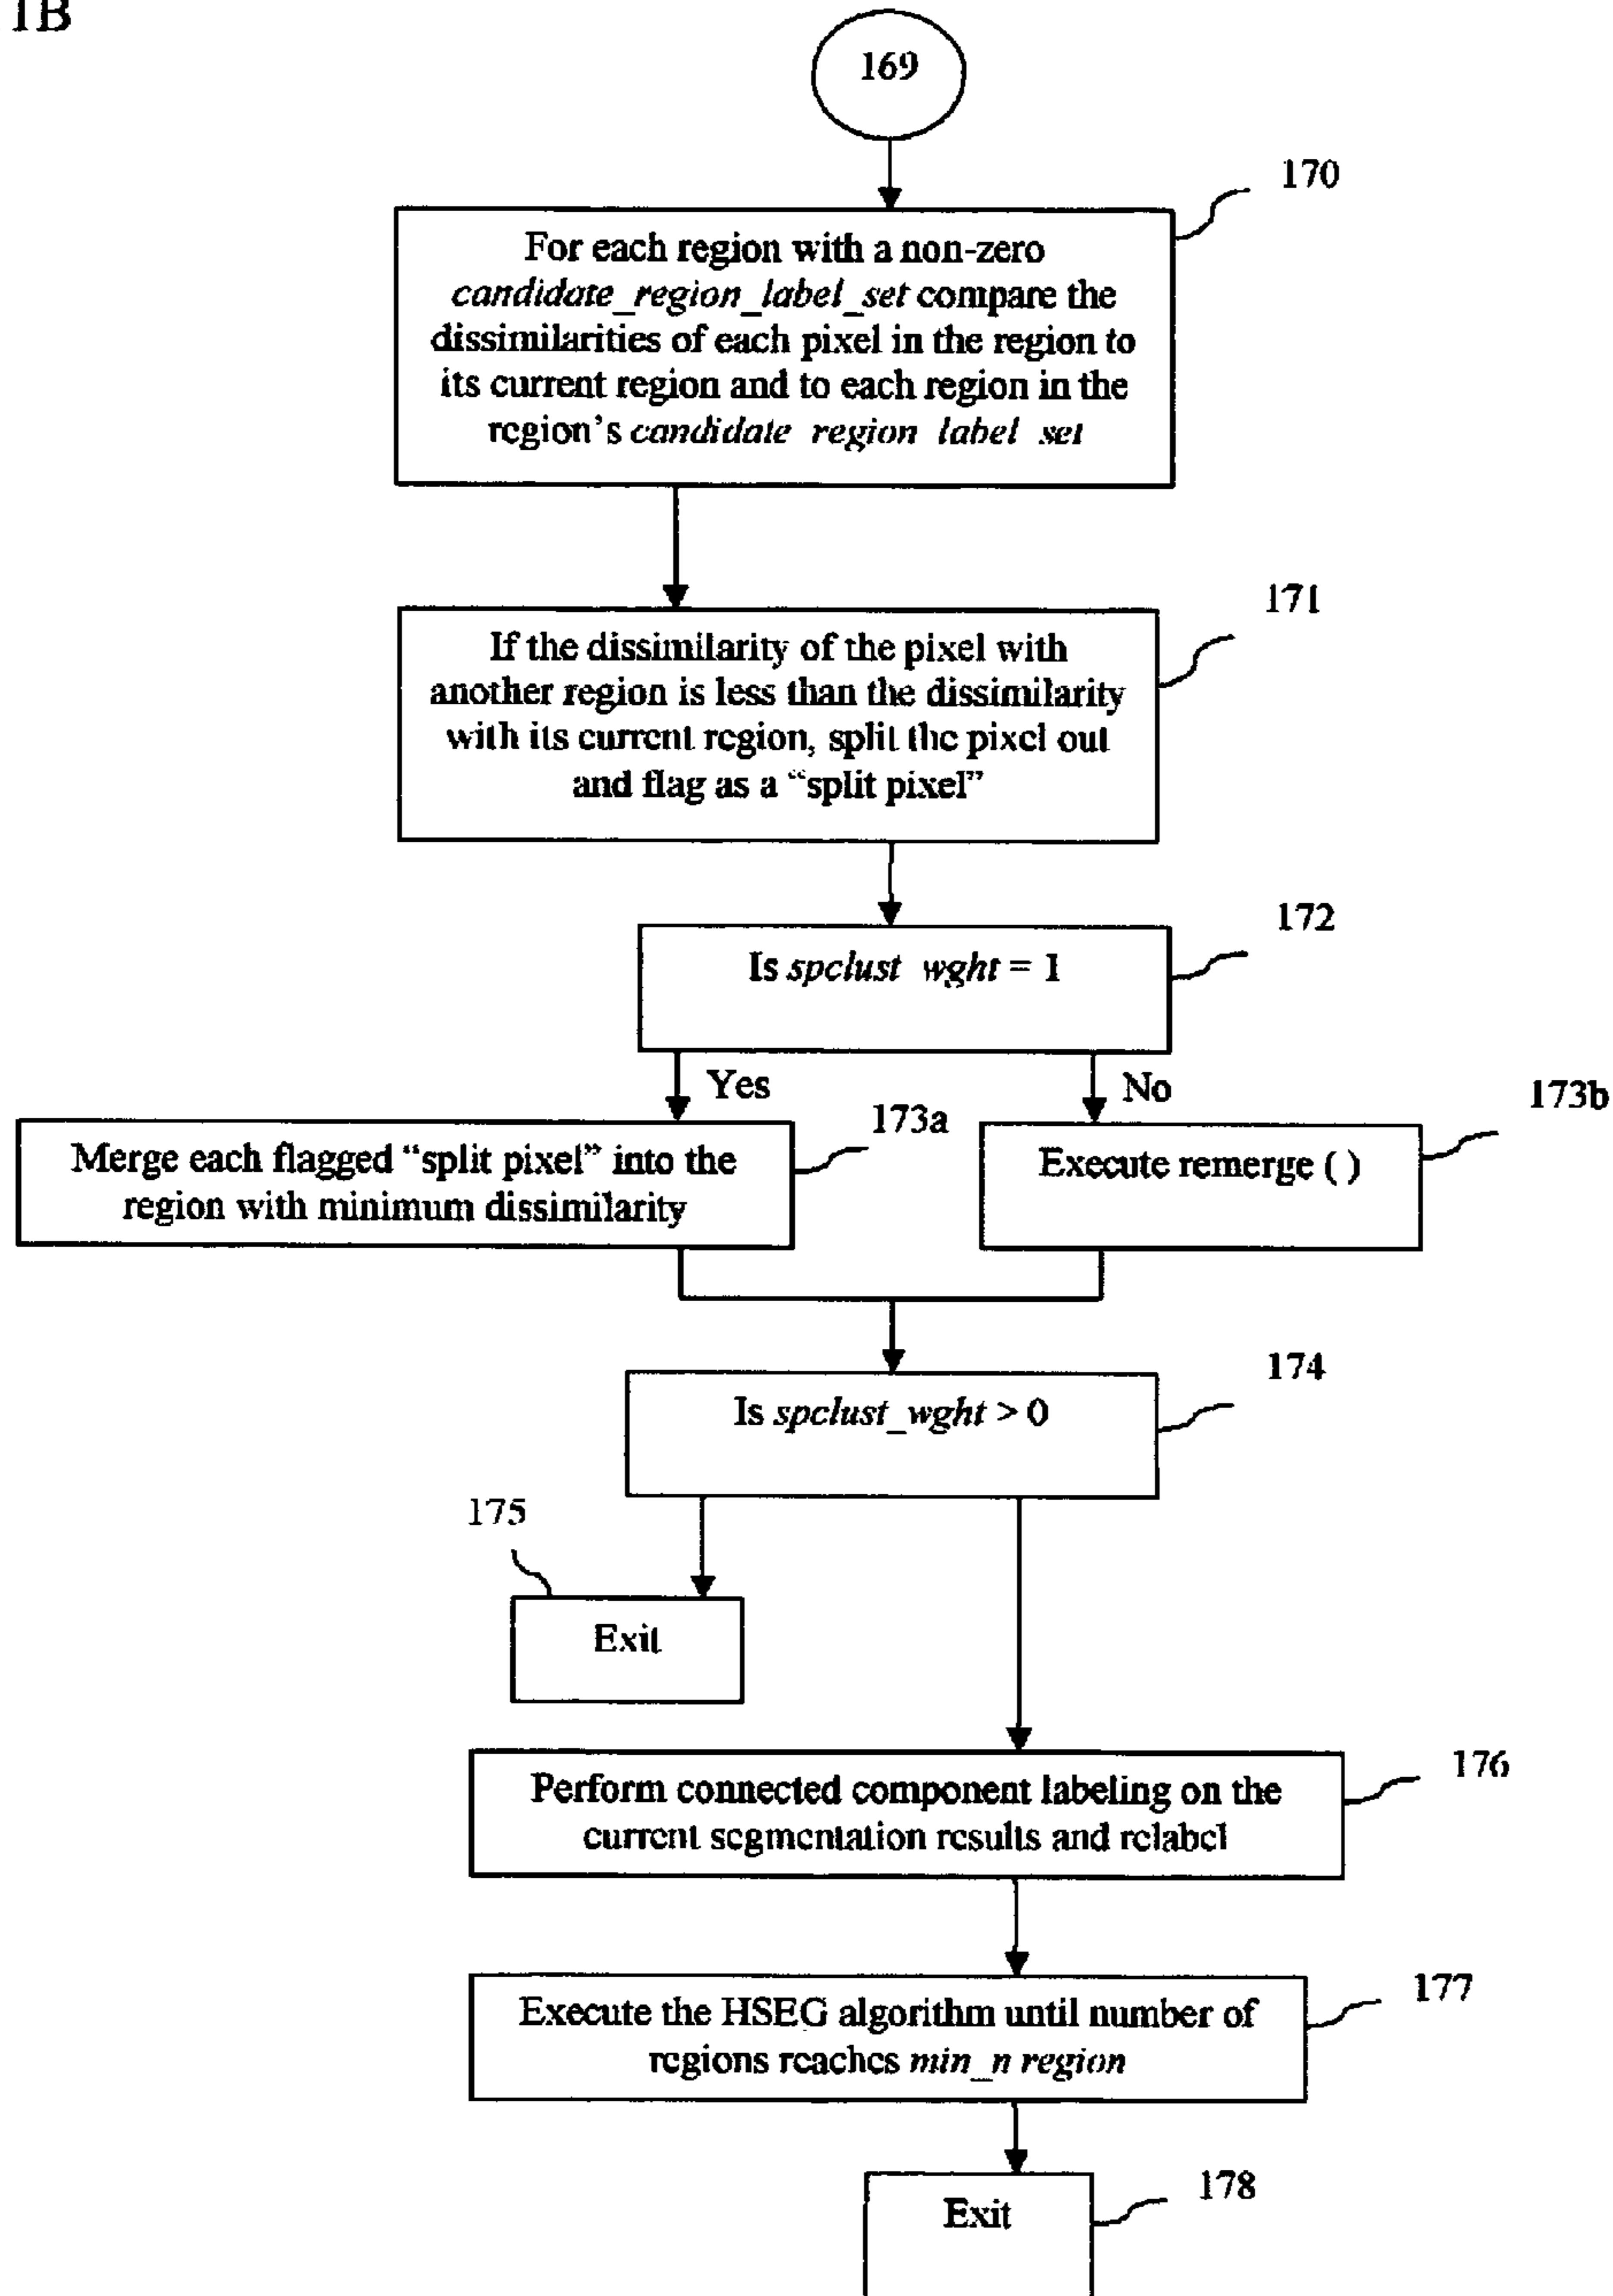 1B
169
170
For each region with a non-zero
candidate_region_label_set compare the
dissimilarities of each pixel in the region to
its current region and to each region in the
region's candidate region label set
171
If the dissimilarity of the pixel with
another region is less than the dissimilarity
with its current region, split the pixel out
and flag as a “split pixel”
172
Is spclust wght = 1
Yes
No
173a
173b
Merge each flagged “split pixel” into the
region with minimum dissimilarity
Execute remerge ( )
174
Is spclust_wght > 0
175
Exit
176
Perform connected component labeling on the
current segmentation results and relabel
177
Execute the HSEG algorithm until number of
regions reaches min_n region
178
Exit